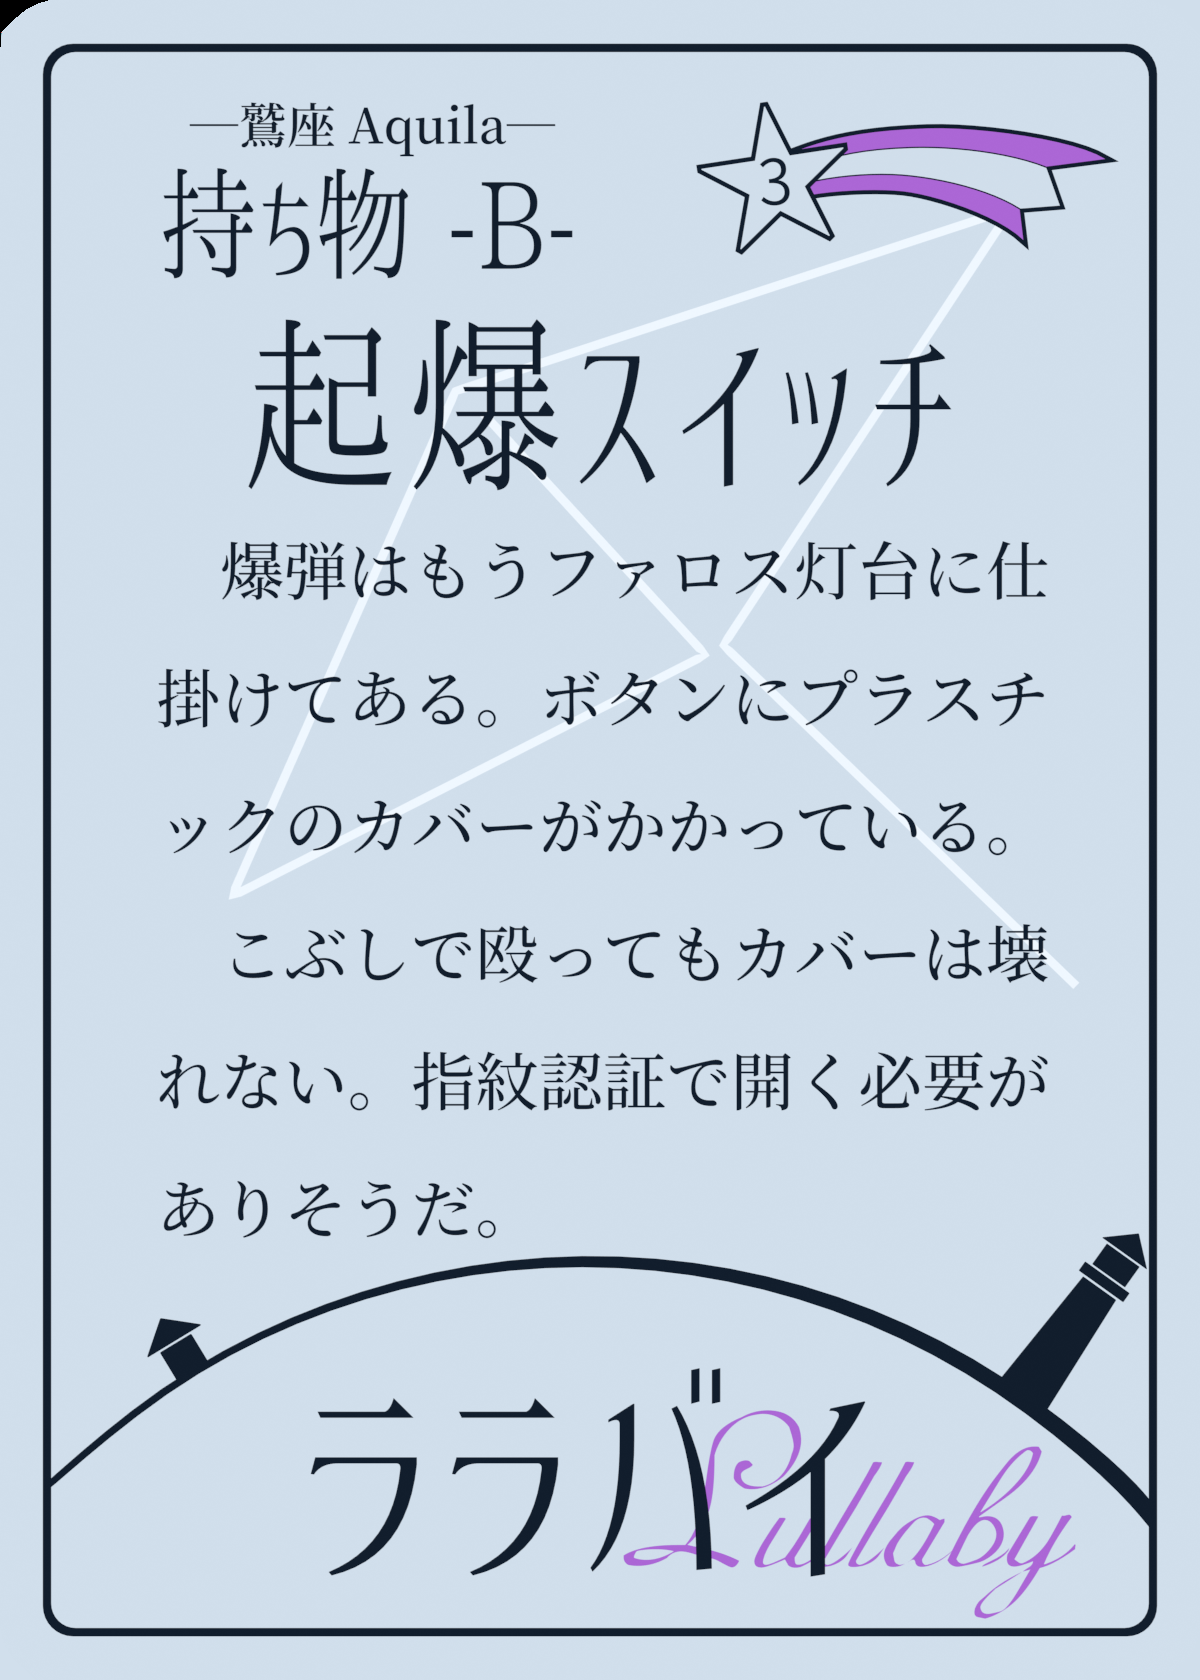 ―鷲座 Aquila―
3
持ち物 -B-
起爆スイッチ
爆弾はもうファロス灯台に仕
掛けてある。ボタンにプラスチ
ックのカバーがかかっている。
こぶしで殴ってもカバーは壊
れない。指紋認証で開く必要が
ありそうだ。
ララバイ
Lullaby